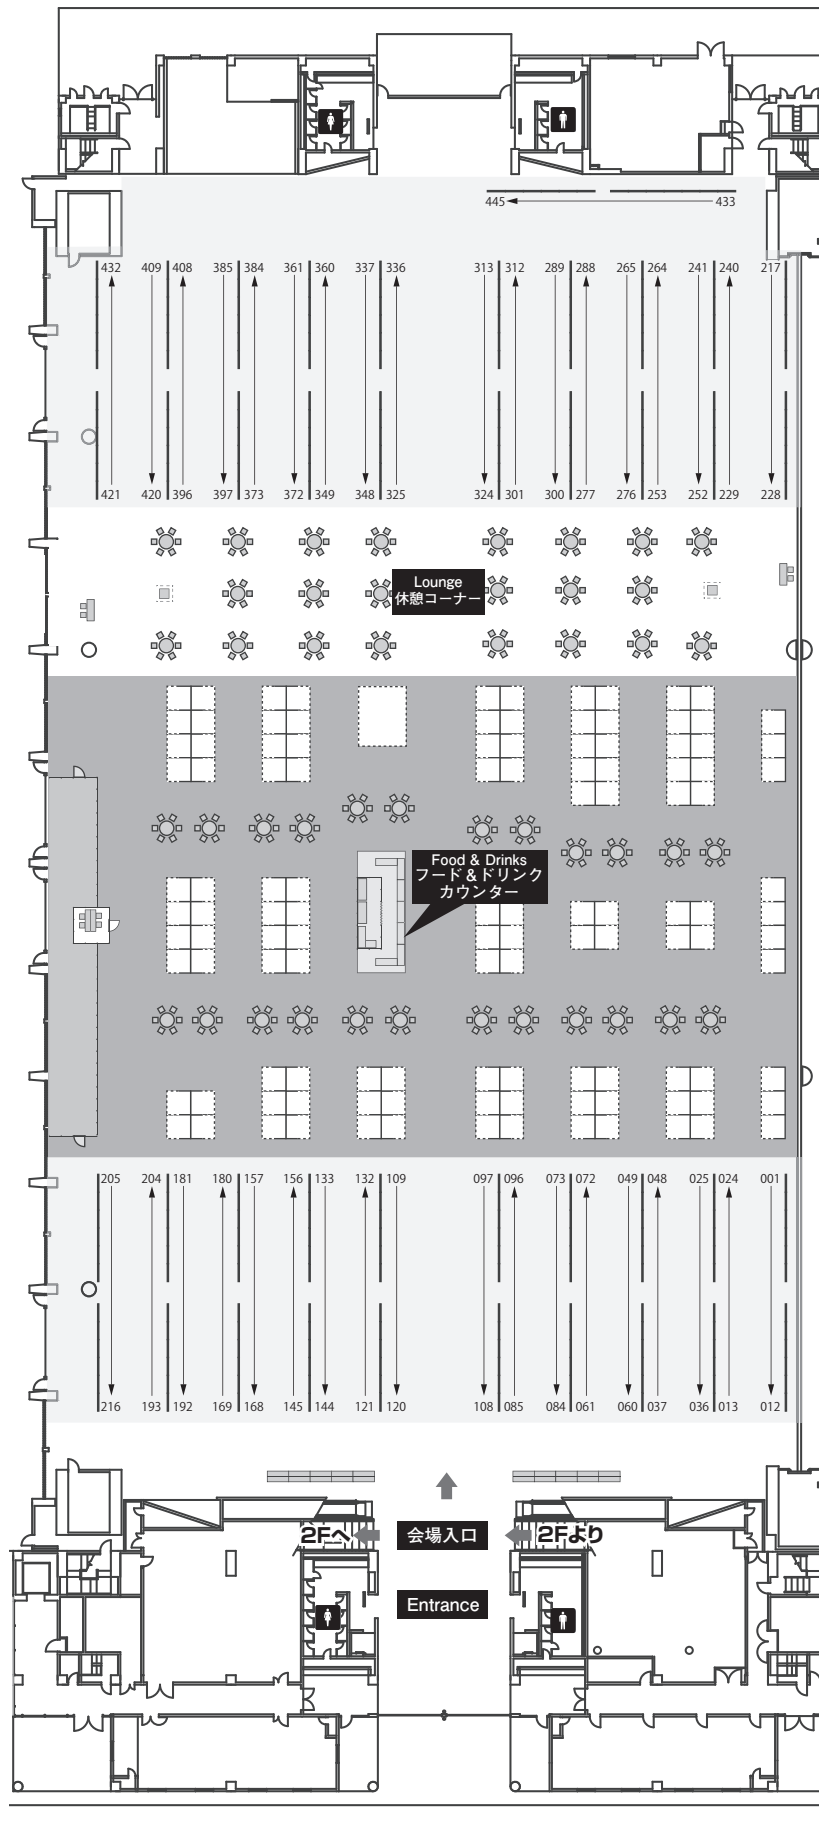 445 433
432 409 408 385 384 361 360 337 336 313 312 289 288 265 264 241 240 217
421 420 396 397 373 372 349 348 325 324 301 300 277 276 253 252 229 228
Lounge
休憩コーナー
Food & Drinks
フード＆ドリンク
カウンター
205 204 181 180 157 156 133 132 109 097 096 073 072 049 048 025 024 001
216 193 192 169 168 145 144 121 120 108 085 084 061 060 037 036 013 012
2Fへ 会場入口 2Fより
Entrance